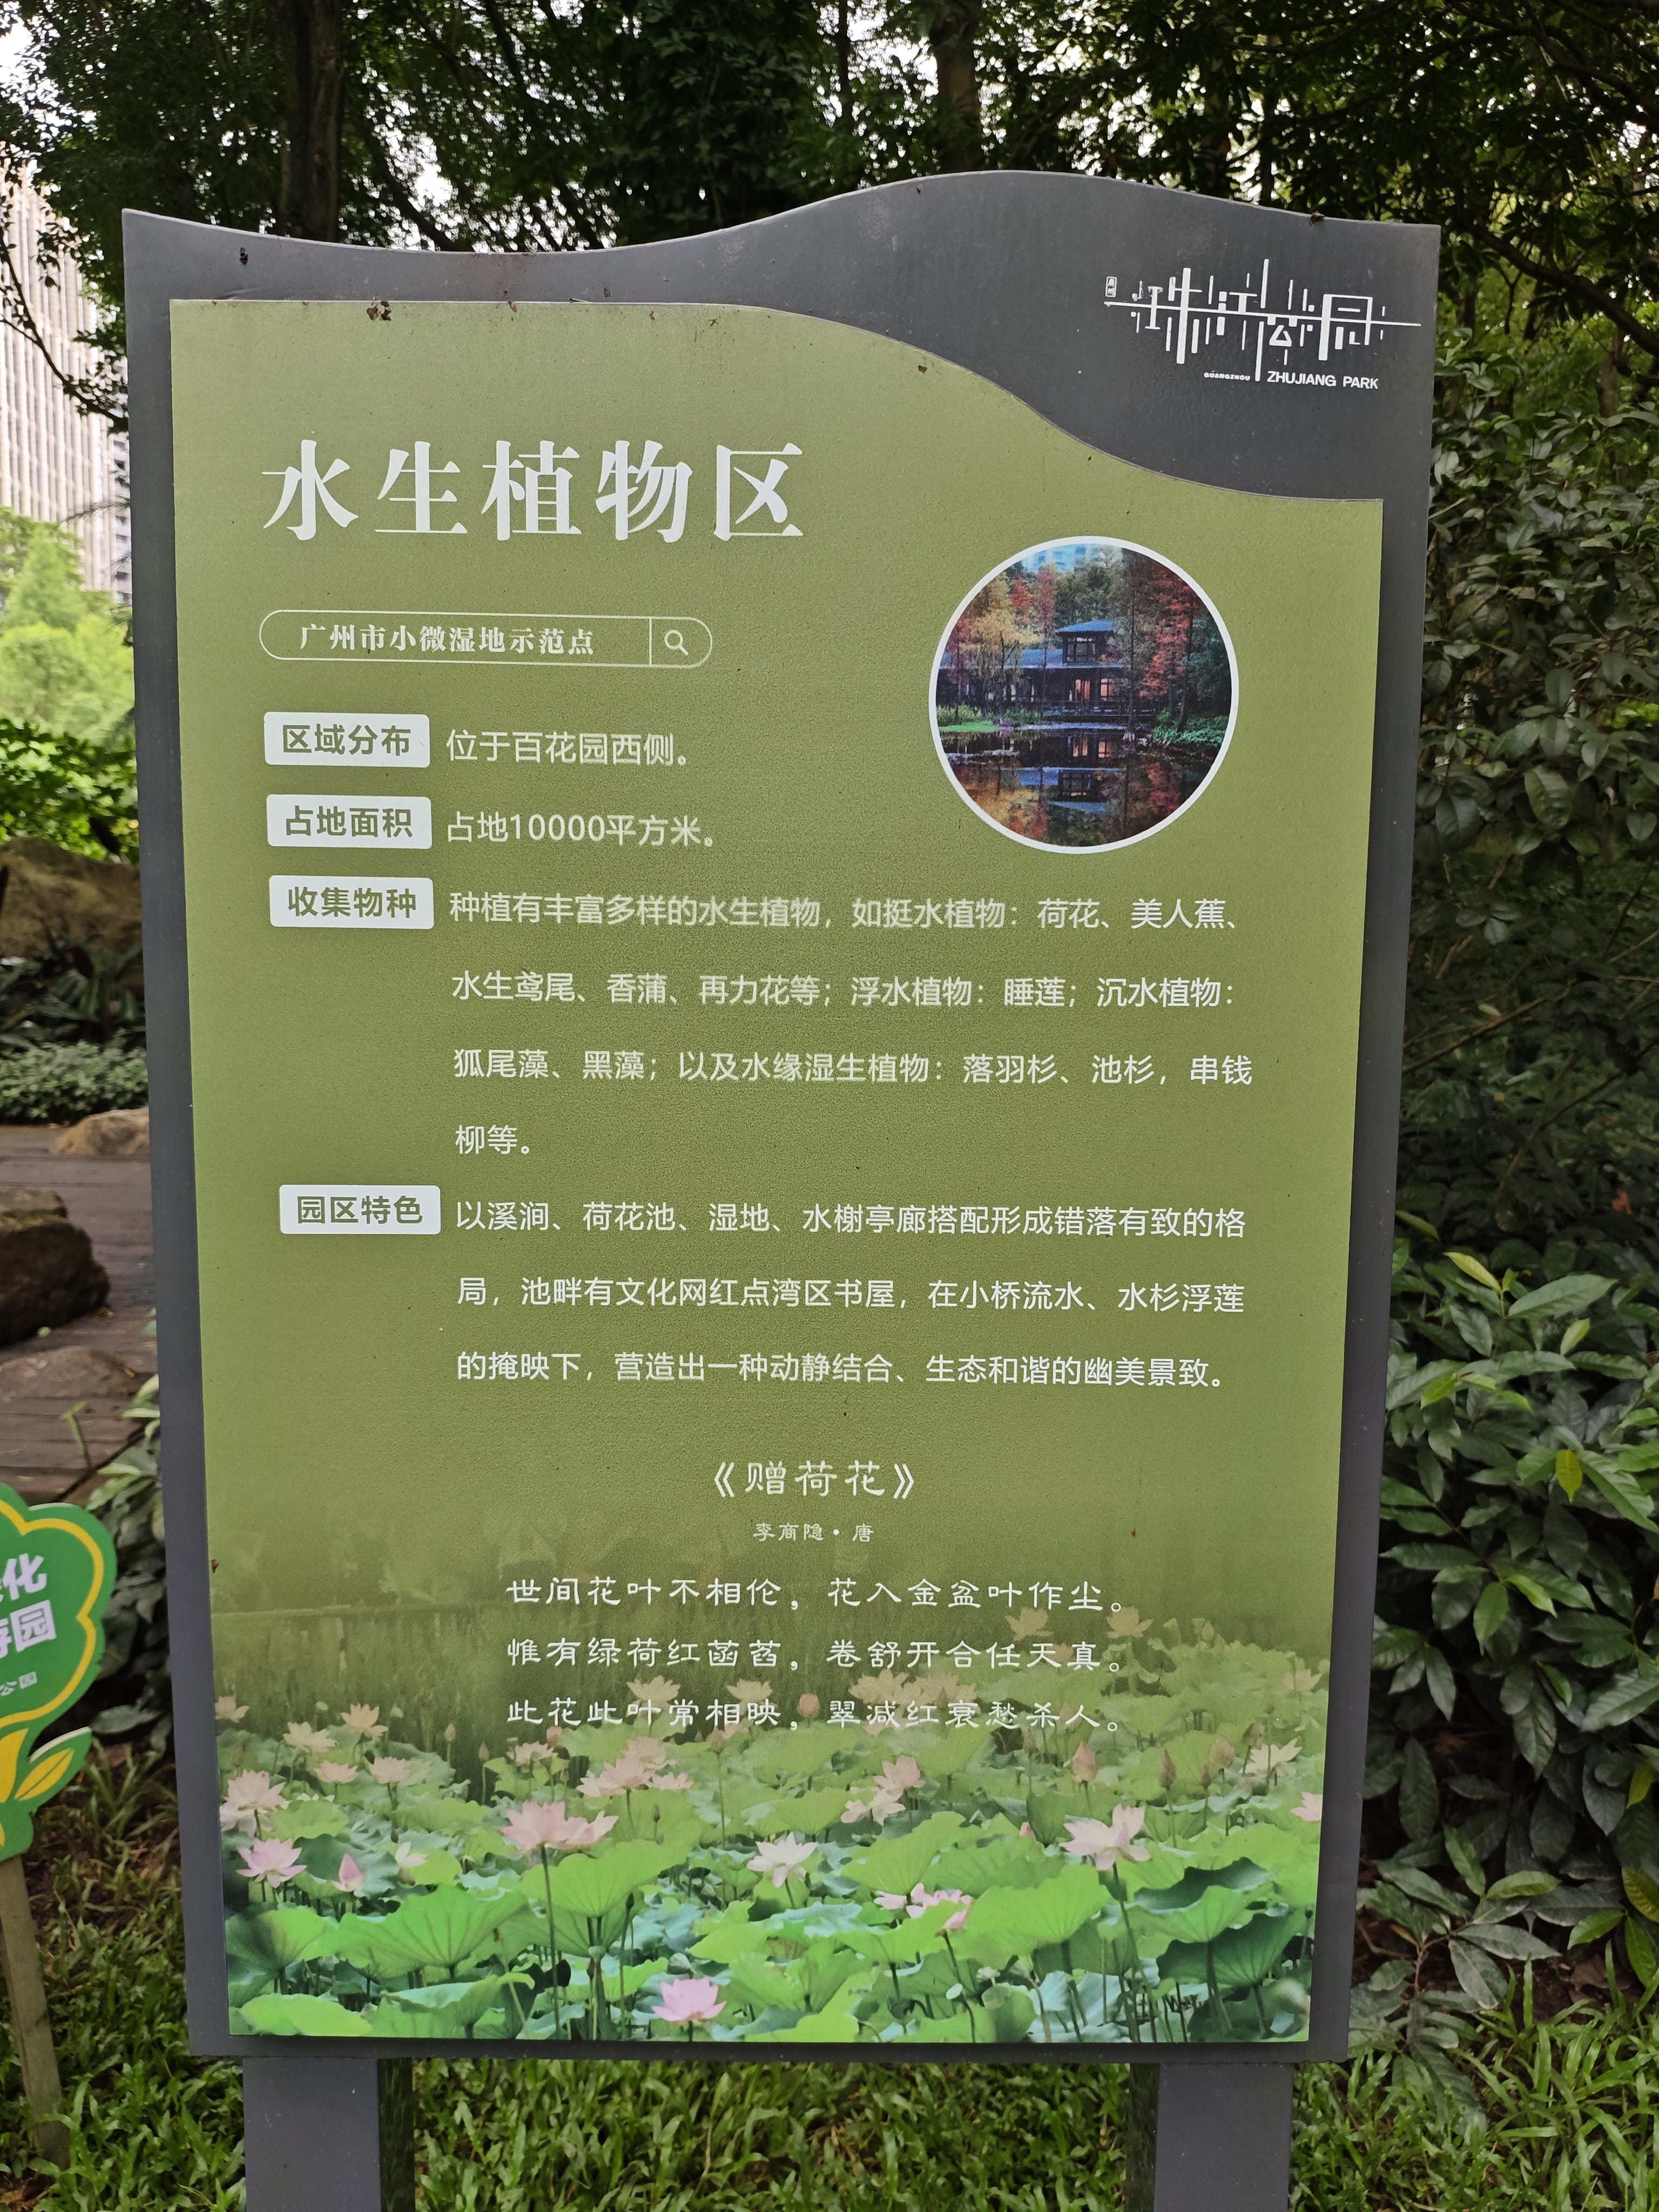 珠江公园
GUANGZHOU ZHUJIANG PARK
水生植物区
广州市小微湿地示范点
区域分布 位于百花园西侧。
占地面积 占地10000平方米。
收集物种 种植有丰富多样的水生植物，如挺水植物：荷花、美人蕉、
水生鸢尾、香蒲、再力花等；浮水植物：睡莲；沉水植物：
狐尾藻、黑藻；以及水缘湿生植物：落羽杉、池杉，串钱
柳等。
园区特色 以溪涧、荷花池、湿地、水榭亭廊搭配形成错落有致的格
局，池畔有文化网红点湾区书屋，在小桥流水、水杉浮莲
的掩映下，营造出一种动静结合、生态和谐的幽美景致。
《赠荷花》
李商隐·唐
世间花叶不相伦，花入金盆叶作尘。
惟有绿荷红菡萏，卷舒开合任天真。
此花此叶常相映，翠减红衰愁杀人。
化
园
公园